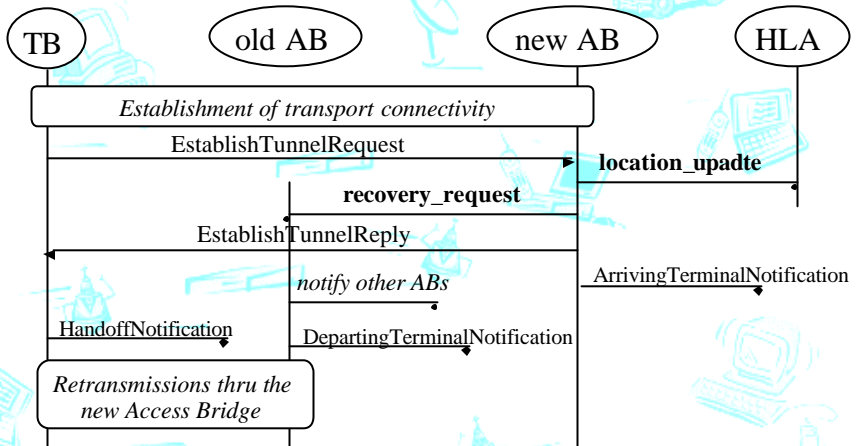 TB
old AB
new AB
HLA
Establishment of transport connectivity
EstablishTunnelRequest
location_upadte
recovery_request
EstablishTunnelReply
notify other ABs
ArrivingTerminalNotification
HandoffNotification
DepartingTerminalNotification
Retransmissions thru the
new Access Bridge